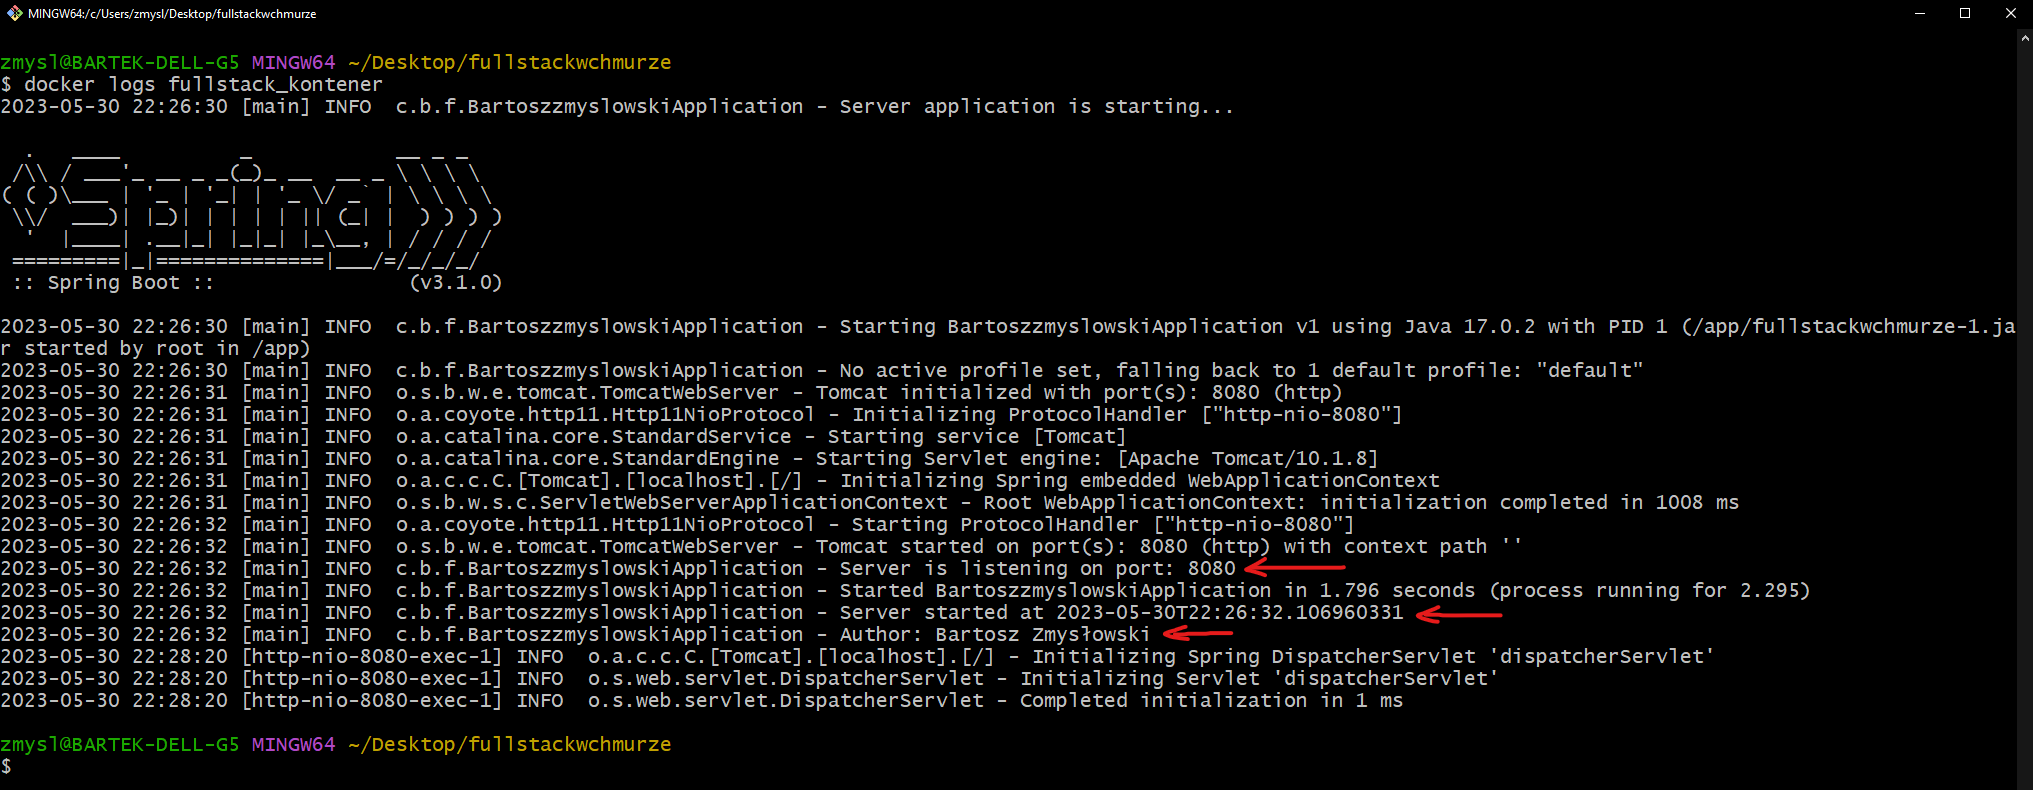 MINGW64:/c/Users/zmysl/Desktop/fullstackwchmurze
zmysl@BARTEK-DELL-G5 MINGW64 ~/Desktop/fullstackwchmurze
$ docker logs fullstack_kontener
2023-05-30 22:26:30 [main] INFO  c.b.f.BartoszzmyslowskiApplication - Server application is starting...
  .   ____          _            __ _ _
 /\\ / ___'_ __ _ _(_)_ __  __ _ \ \ \ \
( ( )\___ | '_ | '_| | '_ \/ _` | \ \ \ \
 \\/  ___)| |_)| | | | | || (_| |  ) ) ) )
  '  |____| .__|_| |_|_| |_\__, | / / / /
 =========|_|==============|___/=/_/_/_/
 :: Spring Boot ::                (v3.1.0)
2023-05-30 22:26:30 [main] INFO  c.b.f.BartoszzmyslowskiApplication - Starting BartoszzmyslowskiApplication v1 using Java 17.0.2 with PID 1 (/app/fullstackwchmurze-1.ja
r started by root in /app)
2023-05-30 22:26:30 [main] INFO  c.b.f.BartoszzmyslowskiApplication - No active profile set, falling back to 1 default profile: "default"
2023-05-30 22:26:31 [main] INFO  o.s.b.w.e.tomcat.TomcatWebServer - Tomcat initialized with port(s): 8080 (http)
2023-05-30 22:26:31 [main] INFO  o.a.coyote.http11.Http11NioProtocol - Initializing ProtocolHandler ["http-nio-8080"]
2023-05-30 22:26:31 [main] INFO  o.a.catalina.core.StandardService - Starting service [Tomcat]
2023-05-30 22:26:31 [main] INFO  o.a.catalina.core.StandardEngine - Starting Servlet engine: [Apache Tomcat/10.1.8]
2023-05-30 22:26:31 [main] INFO  o.a.c.c.C.[Tomcat].[localhost].[/] - Initializing Spring embedded WebApplicationContext
2023-05-30 22:26:31 [main] INFO  o.s.b.w.s.c.ServletWebServerApplicationContext - Root WebApplicationContext: initialization completed in 1008 ms
2023-05-30 22:26:32 [main] INFO  o.a.coyote.http11.Http11NioProtocol - Starting ProtocolHandler ["http-nio-8080"]
2023-05-30 22:26:32 [main] INFO  o.s.b.w.e.tomcat.TomcatWebServer - Tomcat started on port(s): 8080 (http) with context path ''
2023-05-30 22:26:32 [main] INFO  c.b.f.BartoszzmyslowskiApplication - Server is listening on port: 8080
2023-05-30 22:26:32 [main] INFO  c.b.f.BartoszzmyslowskiApplication - Started BartoszzmyslowskiApplication in 1.796 seconds (process running for 2.295)
2023-05-30 22:26:32 [main] INFO  c.b.f.BartoszzmyslowskiApplication - Server started at 2023-05-30T22:26:32.106960331
2023-05-30 22:26:32 [main] INFO  c.b.f.BartoszzmyslowskiApplication - Author: Bartosz Zmysłowski
2023-05-30 22:28:20 [http-nio-8080-exec-1] INFO  o.a.c.c.C.[Tomcat].[localhost].[/] - Initializing Spring DispatcherServlet 'dispatcherServlet'
2023-05-30 22:28:20 [http-nio-8080-exec-1] INFO  o.s.web.servlet.DispatcherServlet - Initializing Servlet 'dispatcherServlet'
2023-05-30 22:28:20 [http-nio-8080-exec-1] INFO  o.s.web.servlet.DispatcherServlet - Completed initialization in 1 ms
zmysl@BARTEK-DELL-G5 MINGW64 ~/Desktop/fullstackwchmurze
$